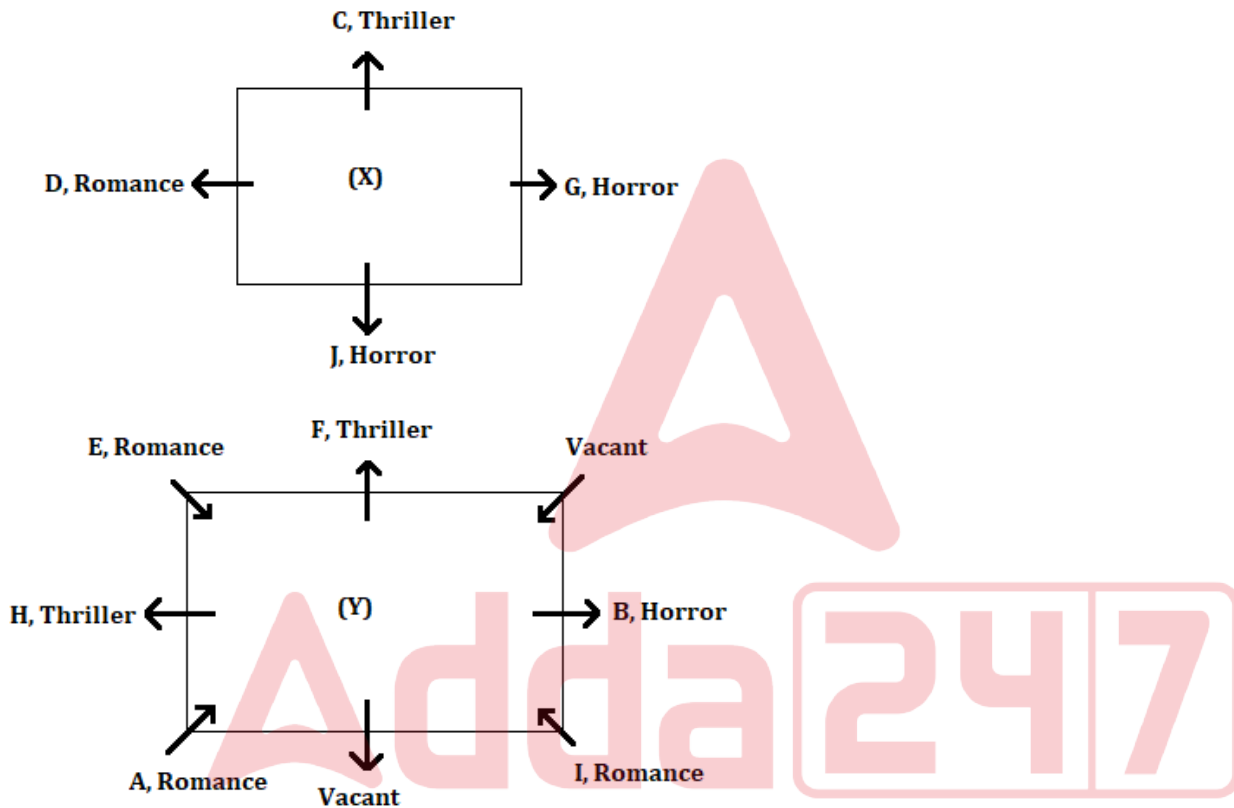 C, Thriller
D, Romance
(X)
G, Horror
J, Horror
F, Thriller
E, Romance
Vacant
H, Thriller
(Y)
B, Horror
A, Romance
I, Romance
Vacant
Adda247